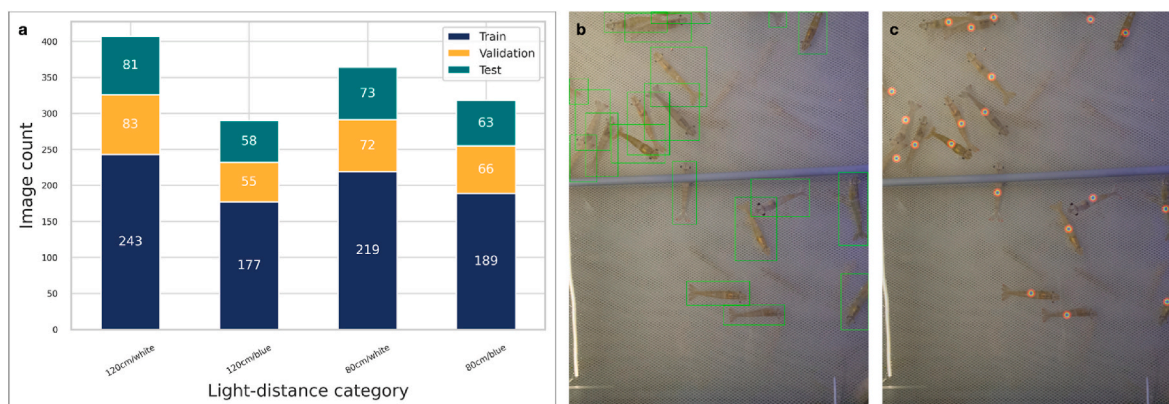 a
b
c
400
350
300
250
200
150
100
50
0
Image count
Train
Validation
Test
81
83
243
58
55
177
73
72
219
63
66
189
120cm/white
120cm/blue
80cm/white
80cm/blue
Light-distance category